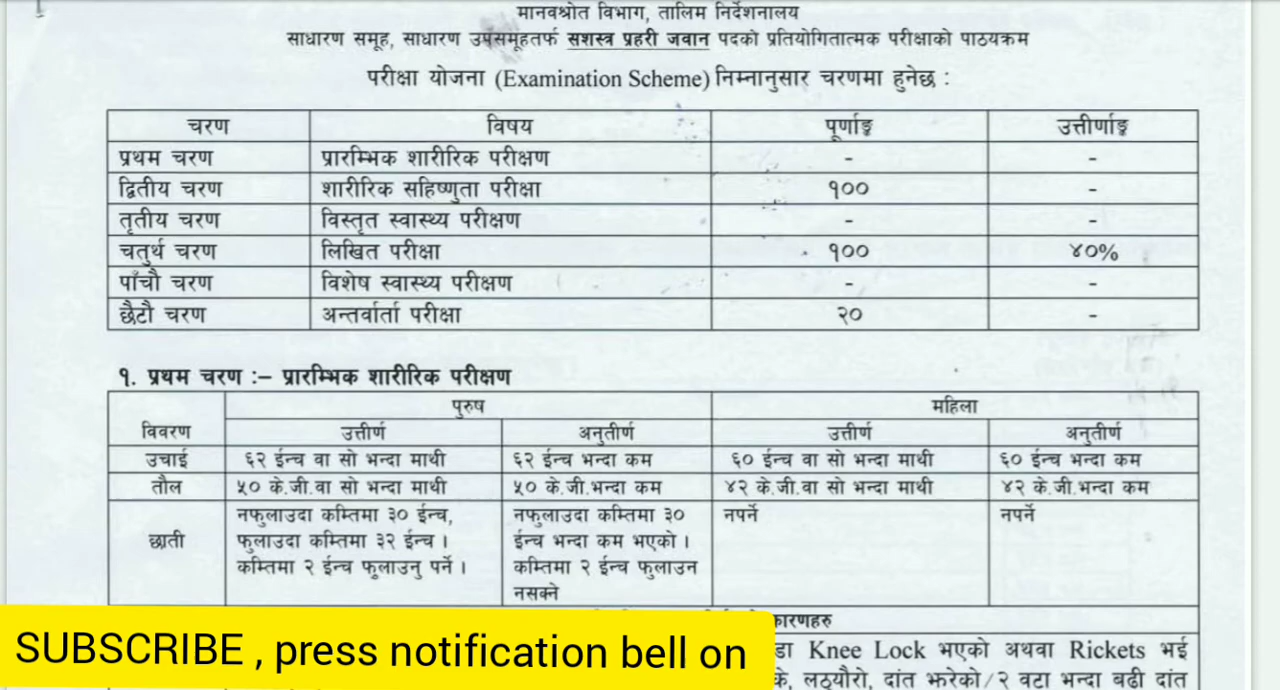 मानवश्रोत विभाग, तालिम निर्देशनालय
साधारण समूह, साधारण उपसमूहतर्फ सशस्त्र प्रहरी जवान पदको प्रतियोगितात्मक परीक्षाको पाठयक्रम
परीक्षा योजना (Examination Scheme) निम्नानुसार चरणमा हुनेछ :
चरण विषय पूर्णाङ्क उत्तीर्णाङ्क
प्रथम चरण प्रारम्भिक शारीरिक परीक्षण - -
द्वितीय चरण शारीरिक सहिष्णुता परीक्षा १०० -
तृतीय चरण विस्तृत स्वास्थ्य परीक्षण - -
चतुर्थ चरण लिखित परीक्षा १०० ४०%
पाँचौ चरण विशेष स्वास्थ्य परीक्षण - -
छैटौ चरण अन्तर्वार्ता परीक्षा २० -
१. प्रथम चरण :– प्रारम्भिक शारीरिक परीक्षण
पुरुष महिला
विवरण उत्तीर्ण अनुतीर्ण उत्तीर्ण अनुतीर्ण
उचाई ६२ ईन्च वा सो भन्दा माथी ६२ ईन्च भन्दा कम ६० ईन्च वा सो भन्दा माथी ६० ईन्च भन्दा कम
तौल ५० के.जी.वा सो भन्दा माथी ५० के.जी.भन्दा कम ४२ के.जी.वा सो भन्दा माथी ४२ के.जी.भन्दा कम
नफुलाउदा कम्तिमा ३० ईन्च, नफुलाउदा कम्तिमा ३० नपर्ने नपर्ने
छाती फुलाउदा कम्तिमा ३२ ईन्च । ईन्च भन्दा कम भएको ।
कम्तिमा २ ईन्च फुलाउनु पर्ने । कम्तिमा २ ईन्च फुलाउन
नसक्ने
SUBSCRIBE , press notification bell on
Knee Lock भएको अथवा Rickets भई
लठ्यौरो, दांत झरेको/२ वटा भन्दा बढी दांत